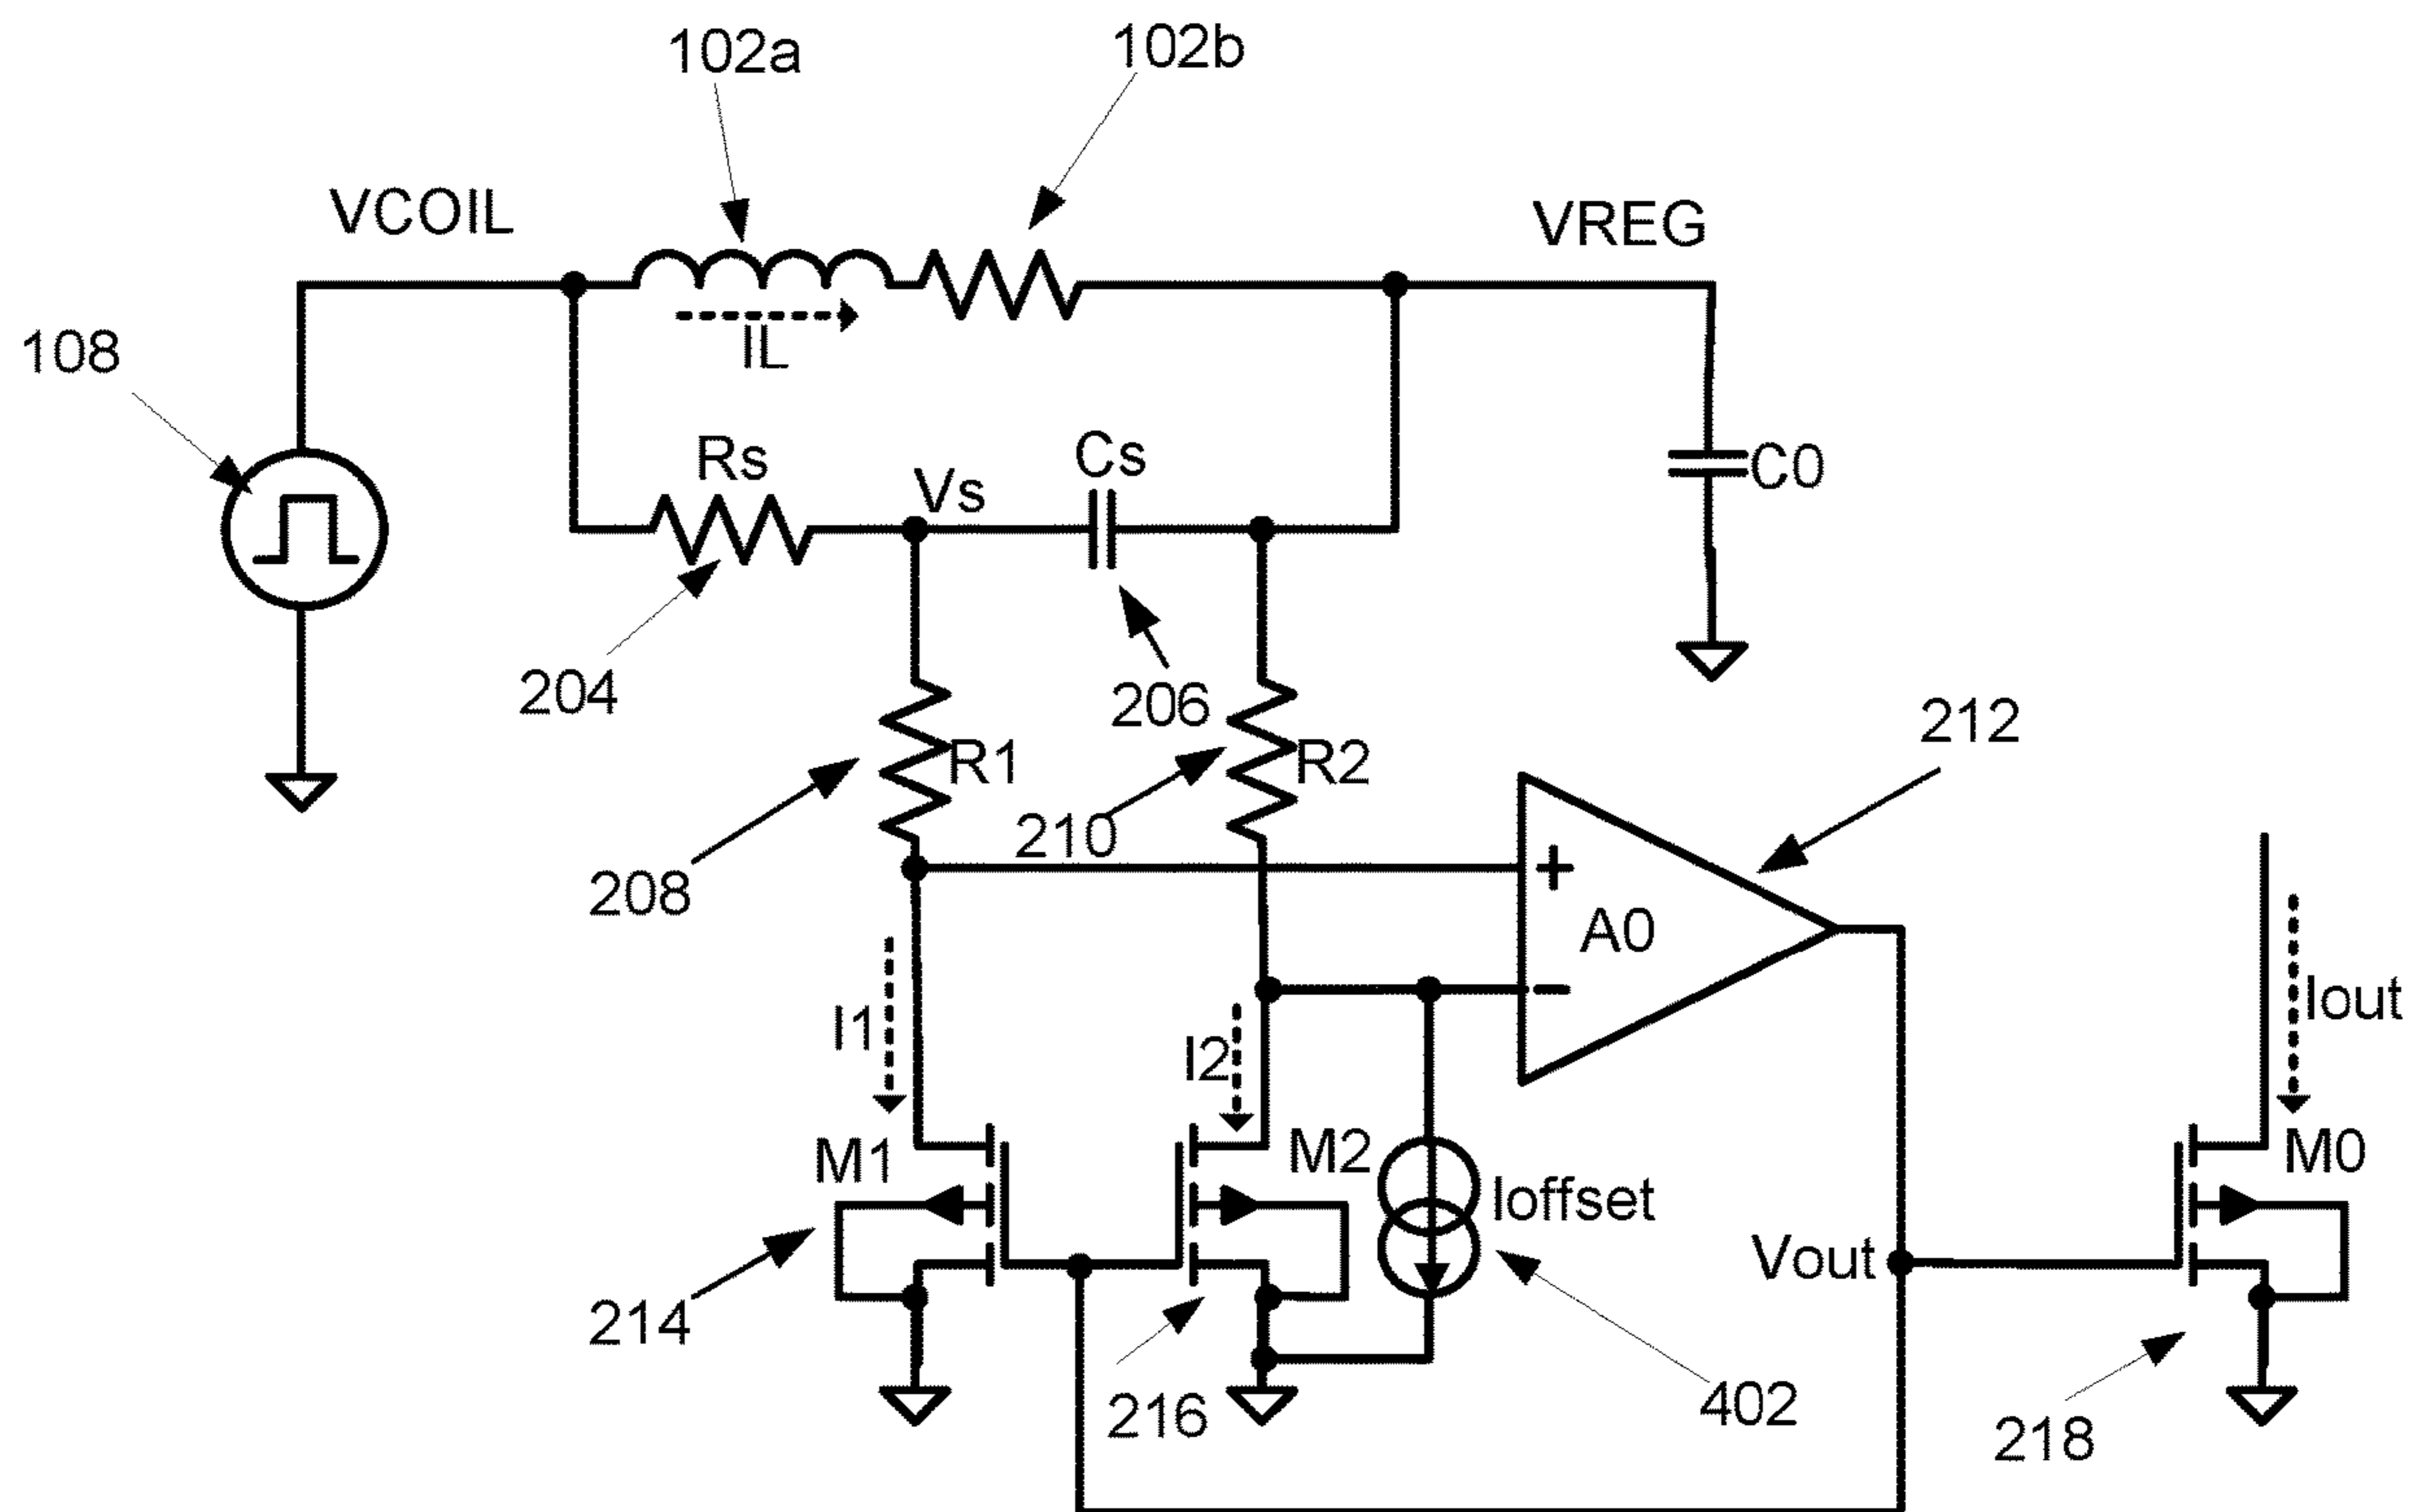 102a
102b
VCOIL
VREG
108
IL
Rs
Vs
Cs
C0
204
206
212
R1
R2
210
208
+
A0
−
I1
I2
Iout
M1
M2
Ioffset
M0
Vout
214
216
402
218